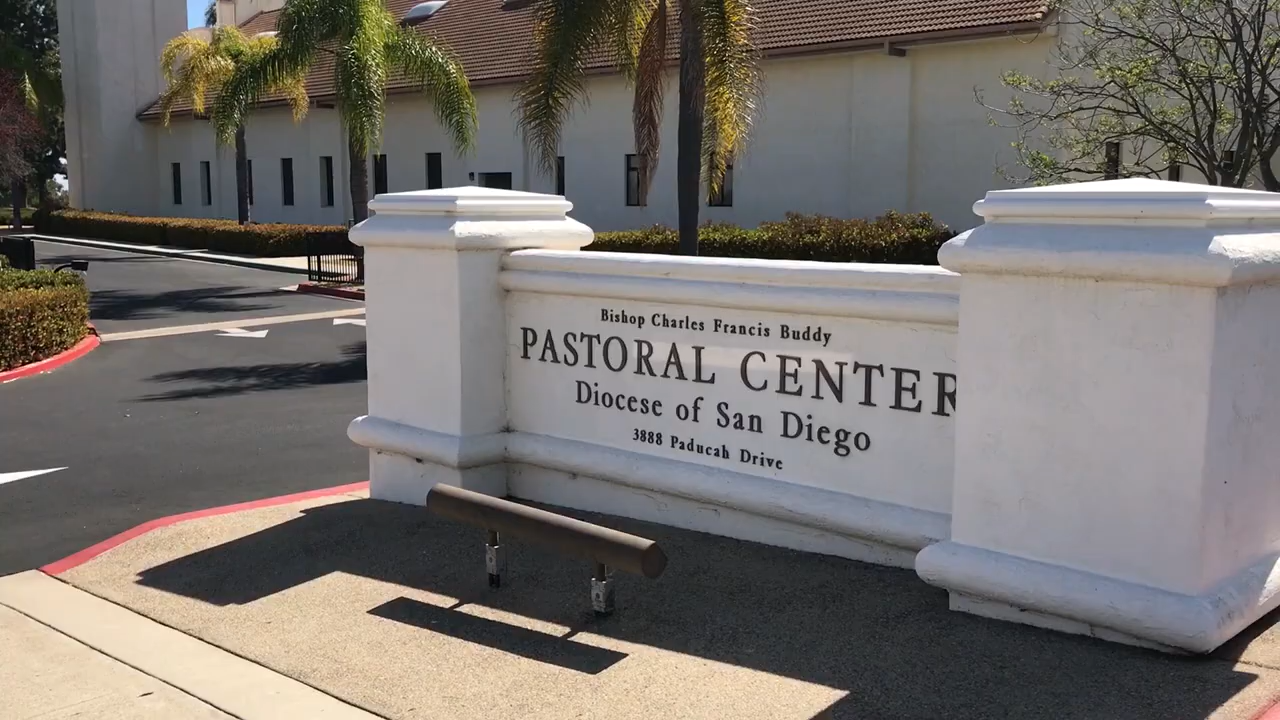 Bishop Charles Francis Buddy
PASTORAL CENTER
Diocese of San Diego
3888 Paducah Drive